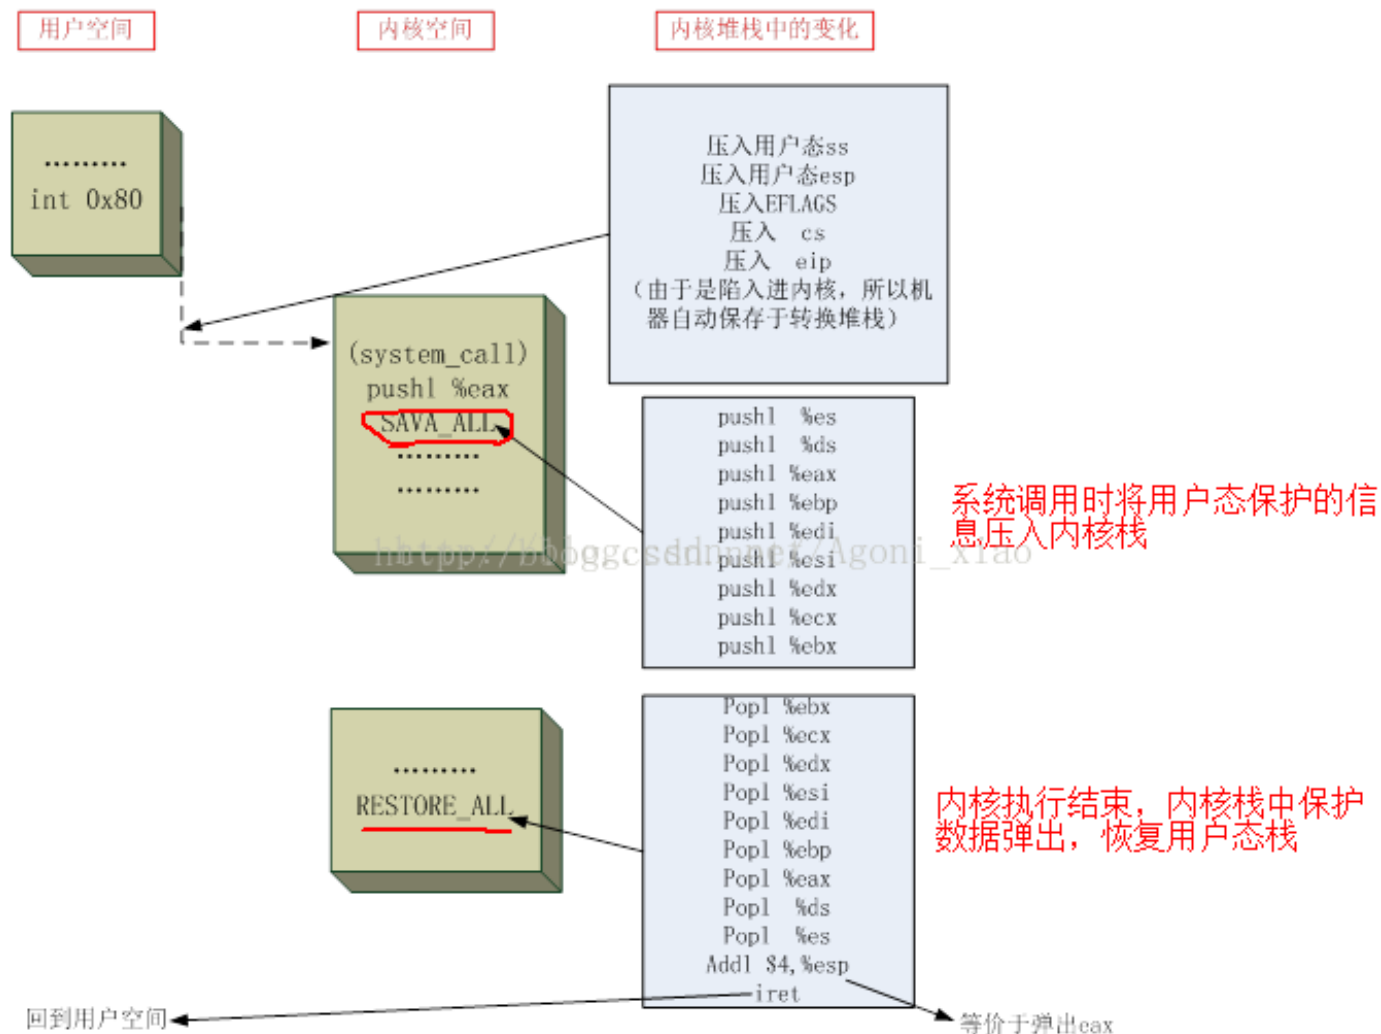 用户空间
内核空间
内核堆栈中的变化
.........
int 0x80
压入用户态ss
压入用户态esp
压入EFLAGS
压入 cs
压入 eip
（由于是陷入进内核，所以机
器自动保存于转换堆栈）
(system_call)
pushl %eax
SAVA_ALL
.........
.........
pushl %es
pushl %ds
pushl %eax
pushl %ebp
pushl %edi
pushl %esi
pushl %edx
pushl %ecx
pushl %ebx
系统调用时将用户态保护的信
息压入内核栈
.........
RESTORE_ALL
Popl %ebx
Popl %ecx
Popl %edx
Popl %esi
Popl %edi
Popl %ebp
Popl %eax
Popl %ds
Popl %es
Addl $4,%esp
iret
内核执行结束，内核栈中保护
数据弹出，恢复用户态栈
回到用户空间
等价于弹出eax